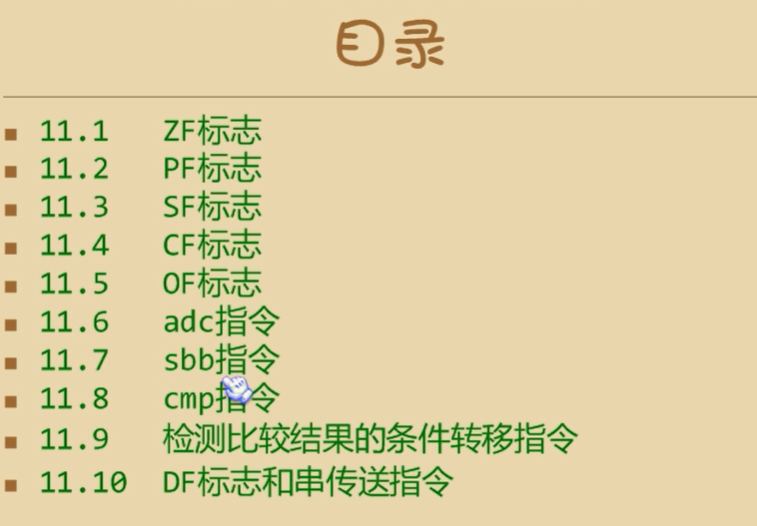 目录
11.1 ZF标志
11.2 PF标志
11.3 SF标志
11.4 CF标志
11.5 OF标志
11.6 adc指令
11.7 sbb指令
11.8 cmp指令
11.9 检测比较结果的条件转移指令
11.10 DF标志和串传送指令